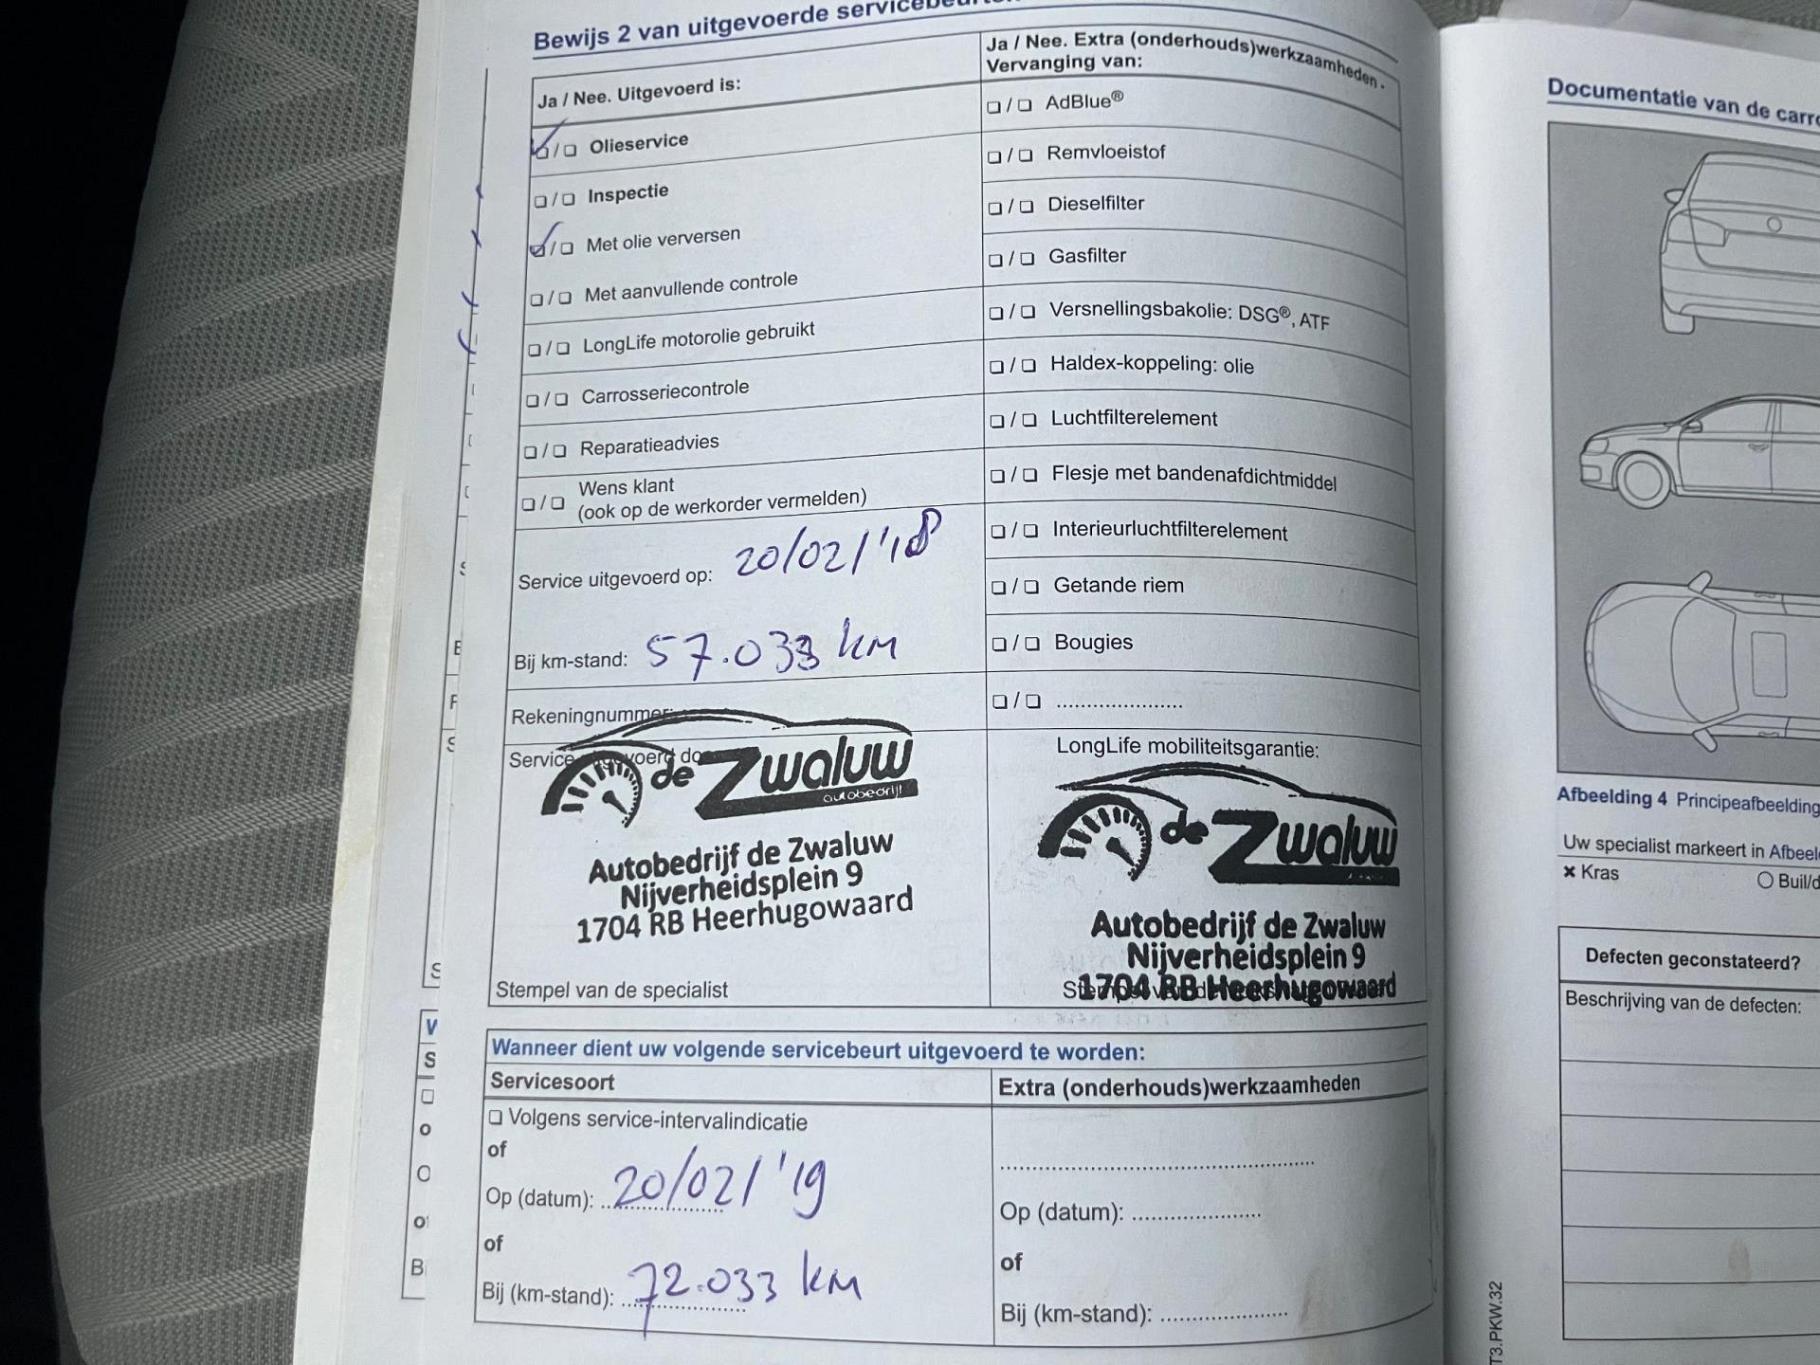 Bewijs 2 van uitgevoerde
Ja / Nee. Uitgevoerd is:
☑/☐ Olieservice
☐/☐ Inspectie
☑/☐ Met olie verversen
☐/☐ Met aanvullende controle
☐/☐ LongLife motorolie gebruikt
☐/☐ Carrosseriecontrole
☐/☐ Reparatieadvies
☐/☐ Wens klant
(ook op de werkorder vermelden)
Service uitgevoerd op: 20/02/'18
Bij km-stand: 57.033 km
Rekeningnummer:
de Zwaluw
autobedrijf
Autobedrijf de Zwaluw
Nijverheidsplein 9
1704 RB Heerhugowaard
Stempel van de specialist
Ja / Nee. Extra (onderhouds)werkzaamheden -
Vervanging van:
☐/☐ AdBlue®
☐/☐ Remvloeistof
☐/☐ Dieselfilter
☐/☐ Gasfilter
☐/☐ Versnellingsbakolie: DSG®, ATF
☐/☐ Haldex-koppeling: olie
☐/☐ Luchtfilterelement
☐/☐ Flesje met bandenafdichtmiddel
☐/☐ Interieurluchtfilterelement
☐/☐ Getande riem
☐/☐ Bougies
☐/☐ ....................
LongLife mobiliteitsgarantie:
de Zwaluw
Autobedrijf de Zwaluw
Nijverheidsplein 9
1704 RB Heerhugowaard
Wanneer dient uw volgende servicebeurt uitgevoerd te worden:
Servicesoort
☐ Volgens service-intervalindicatie
of
Op (datum): 20/02/'19
of
Bij (km-stand): 72.033 km
Extra (onderhouds)werkzaamheden
..................................................
Op (datum): ....................
of
Bij (km-stand): ....................
Documentatie van de
Afbeelding 4 Principeafbeelding
Uw specialist markeert in
× Kras
○
Defecten geconstateerd?
Beschrijving van de defecten:
T3.PKW.32